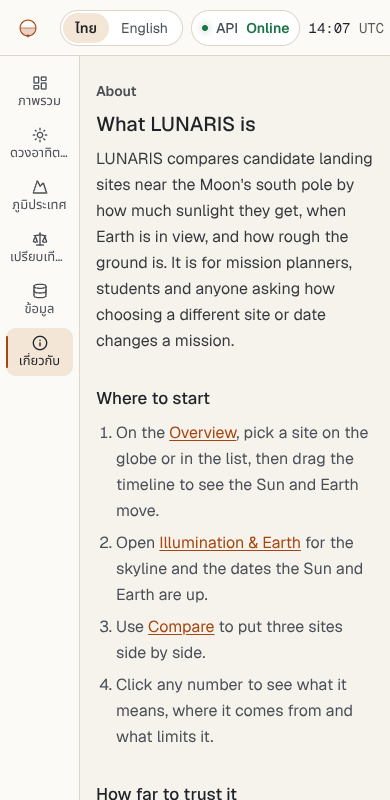 ไทย English API Online 14:07 UTC
ภาพรวม
ดวงอาทิต...
ภูมิประเทศ
เปรียบเที...
ข้อมูล
เกี่ยวกับ
About
What LUNARIS is
LUNARIS compares candidate landing
sites near the Moon's south pole by
how much sunlight they get, when
Earth is in view, and how rough the
ground is. It is for mission planners,
students and anyone asking how
choosing a different site or date
changes a mission.
Where to start
1. On the Overview, pick a site on the
globe or in the list, then drag the
timeline to see the Sun and Earth
move.
2. Open Illumination & Earth for the
skyline and the dates the Sun and
Earth are up.
3. Use Compare to put three sites
side by side.
4. Click any number to see what it
means, where it comes from and
what limits it.
How far to trust it